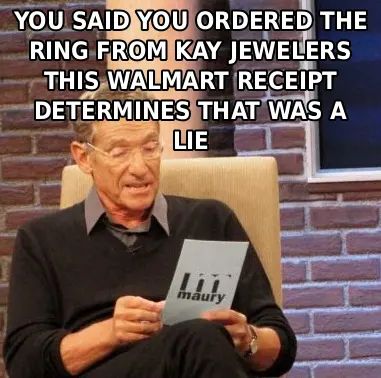 YOU SAID YOU ORDERED THE
RING FROM KAY JEWELERS
THIS WALMART RECEIPT
DETERMINES THAT WAS A
LIE
maury